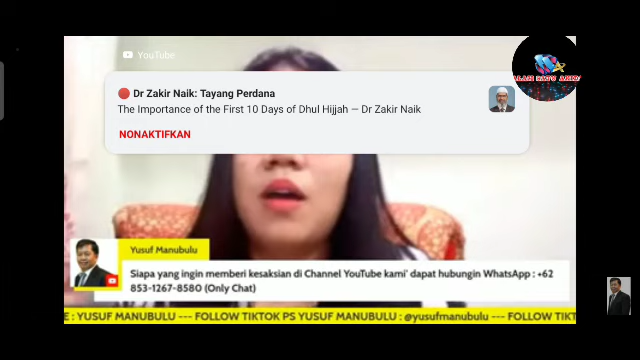 YouTube
Dr Zakir Naik: Tayang Perdana
The Importance of the First 10 Days of Dhul Hijjah — Dr Zakir Naik
NONAKTIFKAN
Yusuf Manubulu
Siapa yang ingin memberi kesaksian di Channel YouTube kami' dapat hubungin WhatsApp : +62
853-1267-8580 (Only Chat)
E : YUSUF MANUBULU --- FOLLOW TIKTOK PS YUSUF MANUBULU : @yusufmanubulu --- FOLLOW TIKT